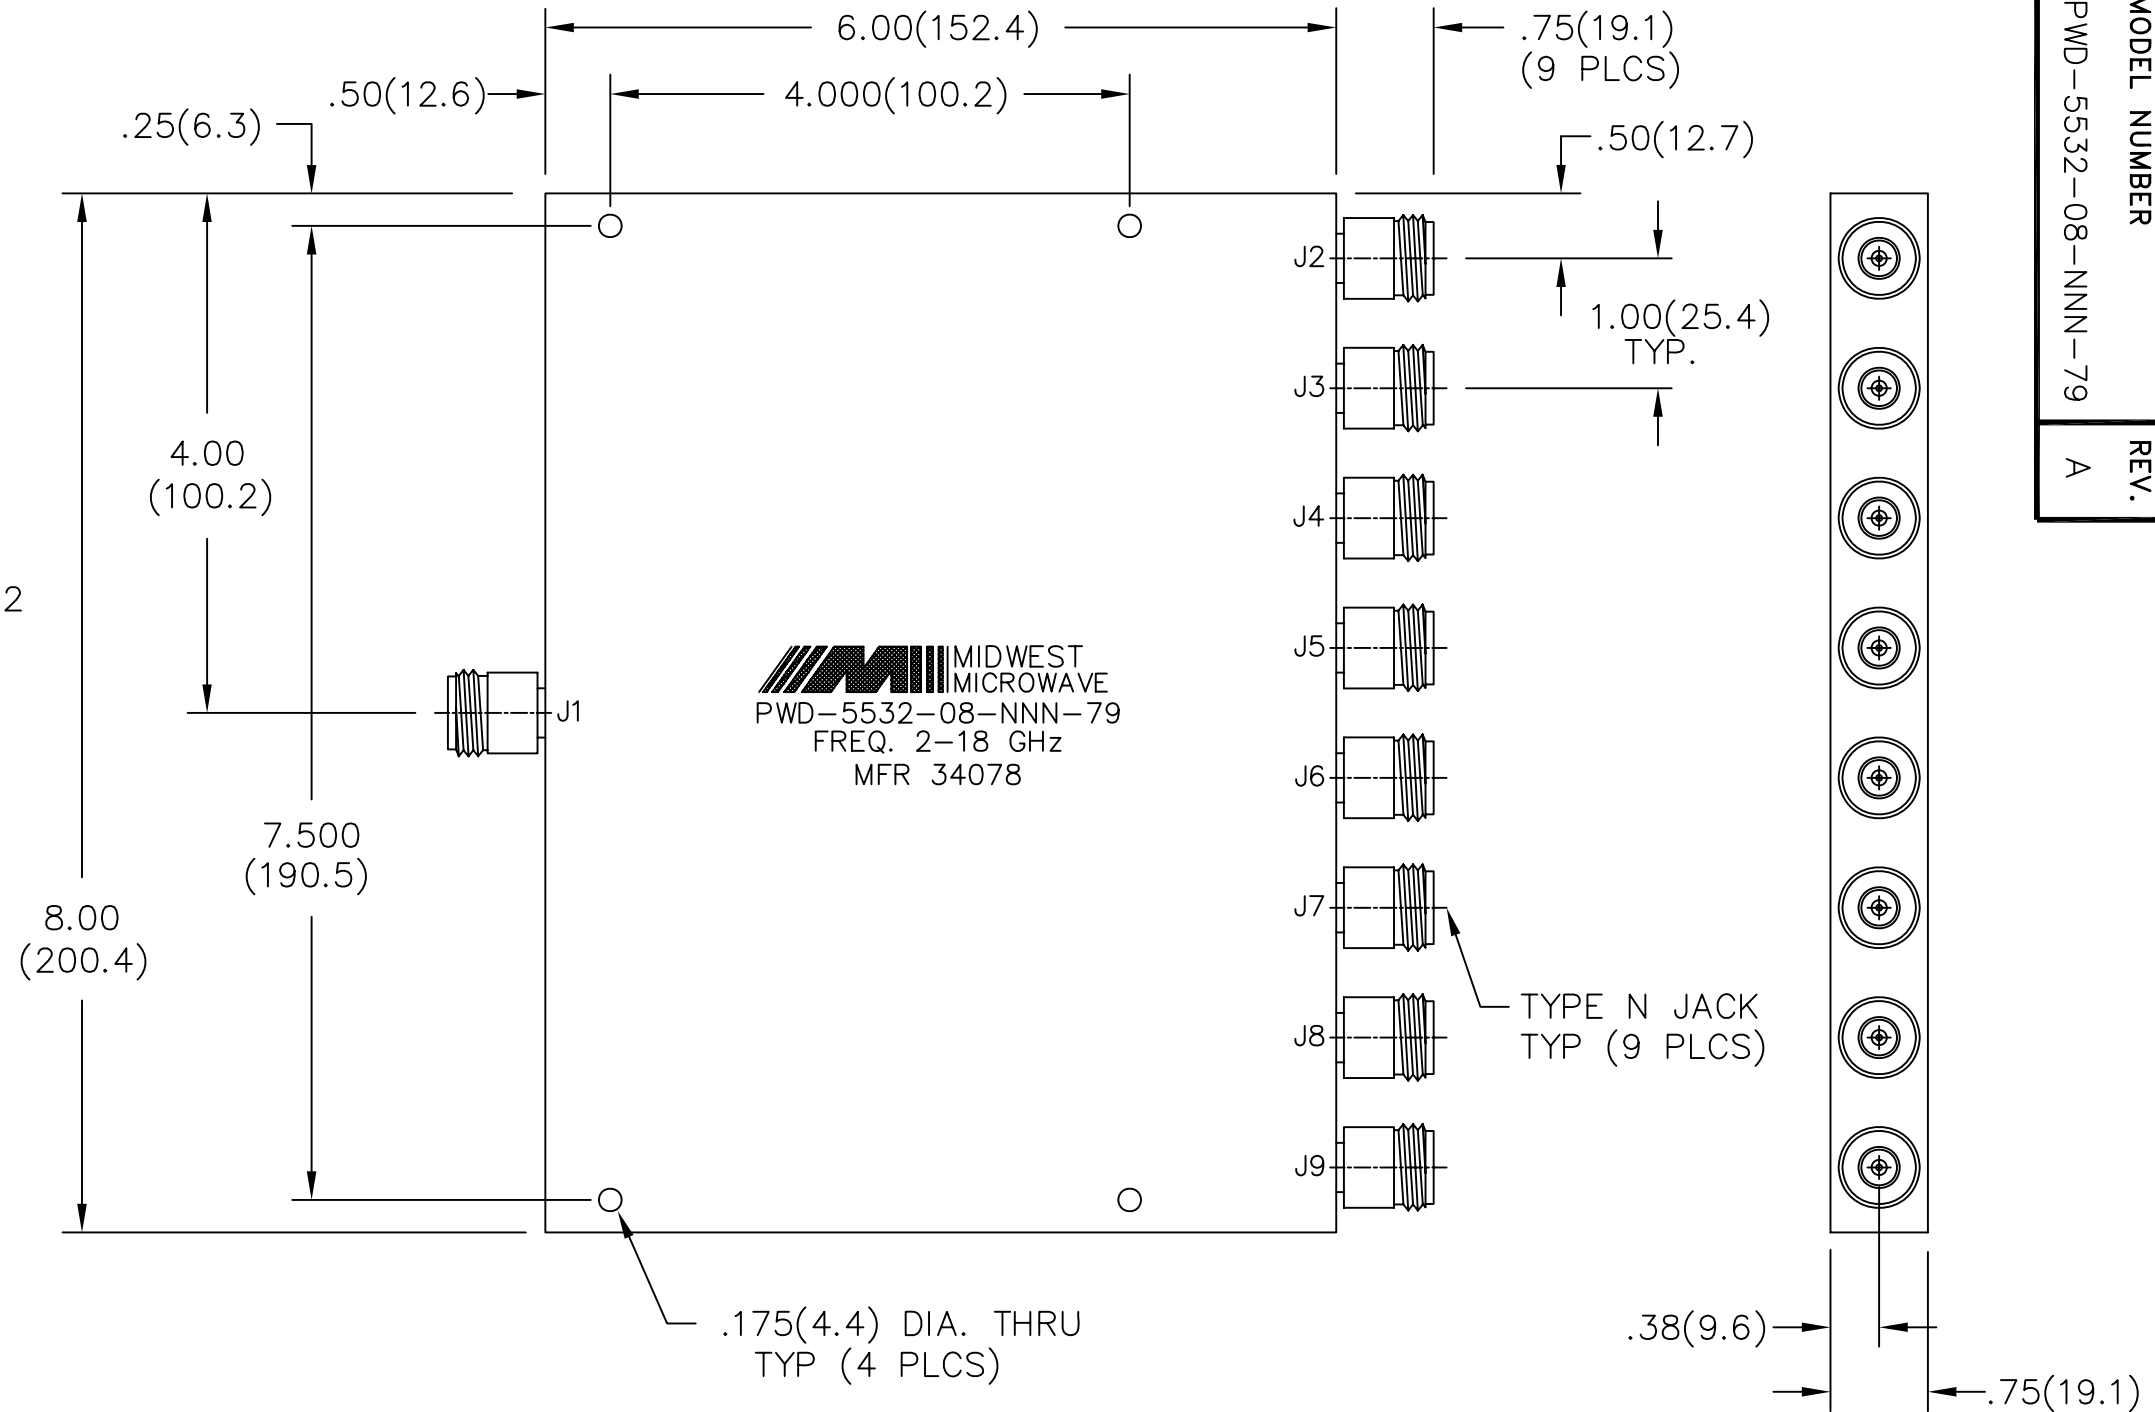 6.00(152.4)
.75(19.1)
(9 PLCS)
.50(12.6)
4.000(100.2)
.25(6.3)
.50(12.7)
1.00(25.4)
TYP.
4.00
(100.2)
2
7.500
(190.5)
8.00
(200.4)
J1
MIDWEST
MICROWAVE
PWD-5532-08-NNN-79
FREQ. 2-18 GHz
MFR 34078
J2
J3
J4
J5
J6
J7
J8
J9
TYPE N JACK
TYP (9 PLCS)
.175(4.4) DIA. THRU
TYP (4 PLCS)
.38(9.6)
.75(19.1)
MODEL NUMBER
PWD-5532-08-NNN-79
REV.
A